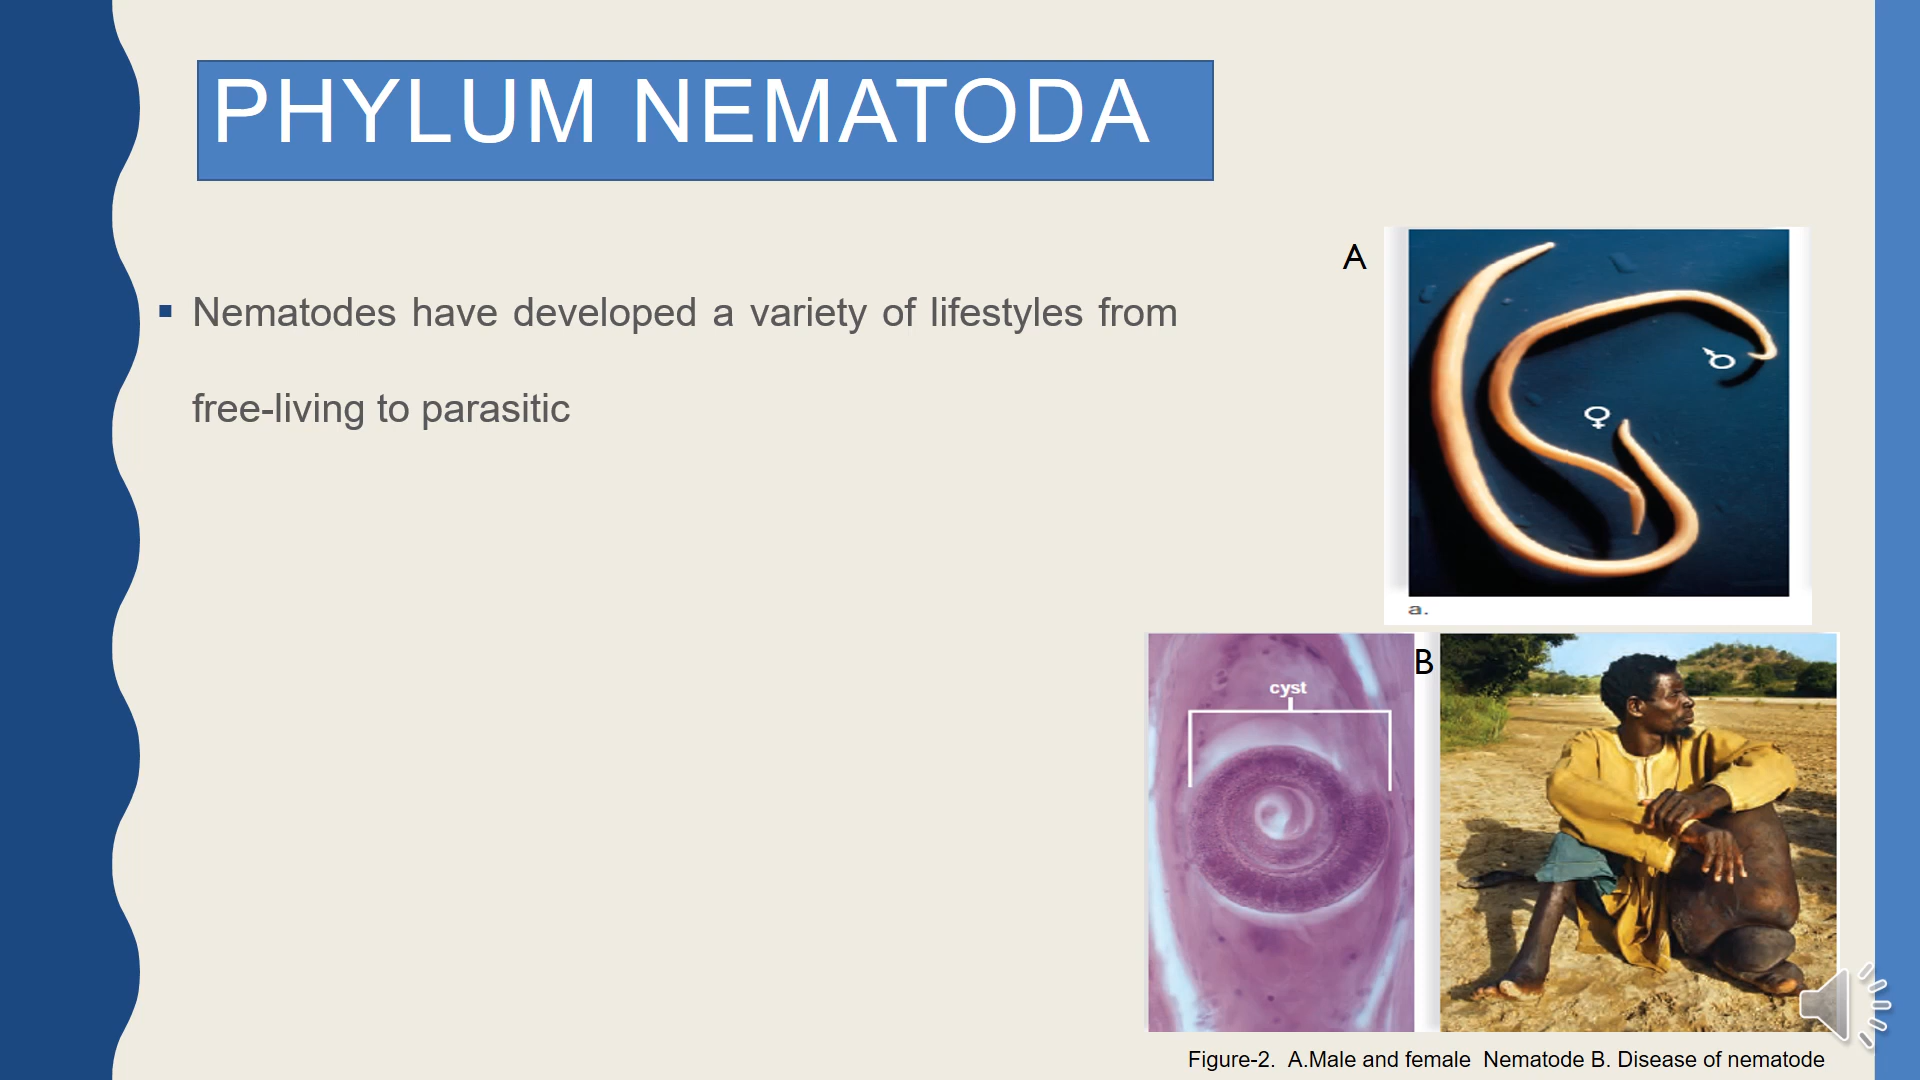 PHYLUM NEMATODA
▪ Nematodes have developed a variety of lifestyles from
free-living to parasitic
A
♂
♀
a.
cyst
B
Figure-2. A.Male and female Nematode B. Disease of nematode